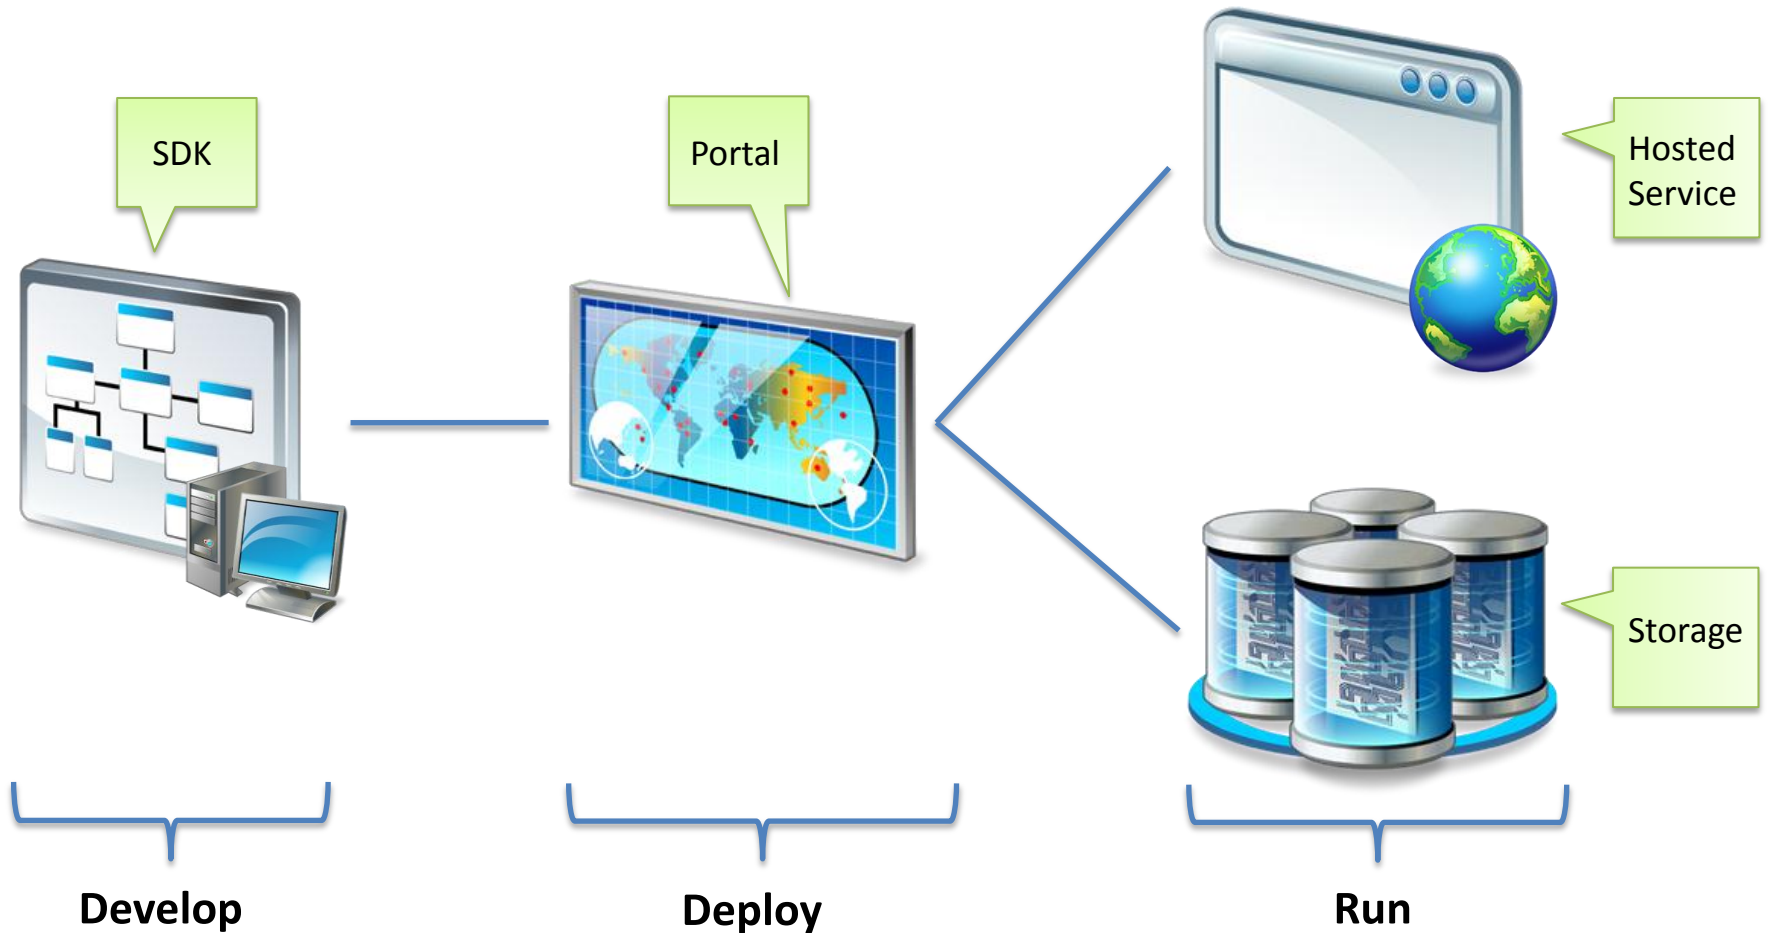 SDK
Portal
Hosted
Service
Storage
Develop
Deploy
Run